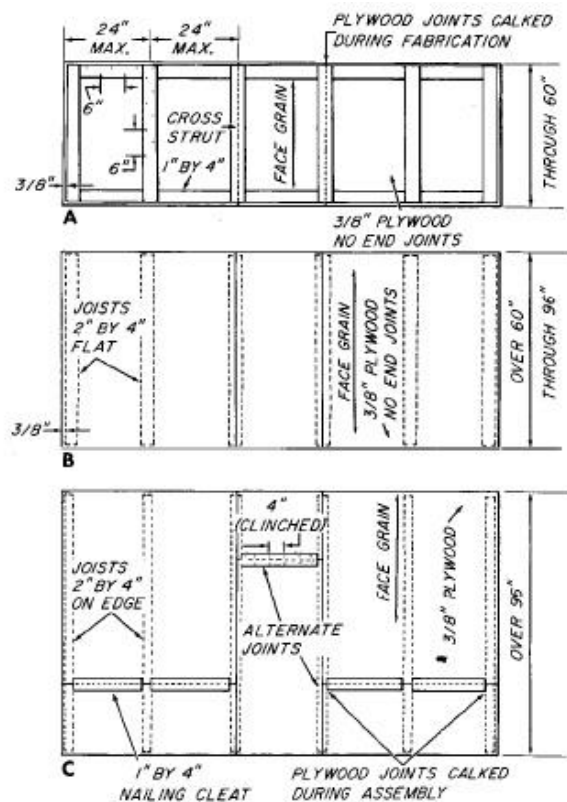 24" MAX.
24" MAX.
PLYWOOD JOINTS CALKED
DURING FABRICATION
6"
6"
CROSS
STRUT
1" BY 4"
FACE GRAIN
THROUGH 60"
3/8"
A
3/8" PLYWOOD
NO END JOINTS
JOISTS
2" BY 4"
FLAT
FACE GRAIN
3/8" PLYWOOD
NO END JOINTS
OVER 60"
THROUGH 96"
3/8"
B
4"
(CLINCHED)
JOISTS
2" BY 4"
ON EDGE
ALTERNATE
JOINTS
FACE GRAIN
3/8" PLYWOOD
OVER 96"
C
1" BY 4"
NAILING CLEAT
PLYWOOD JOINTS CALKED
DURING ASSEMBLY